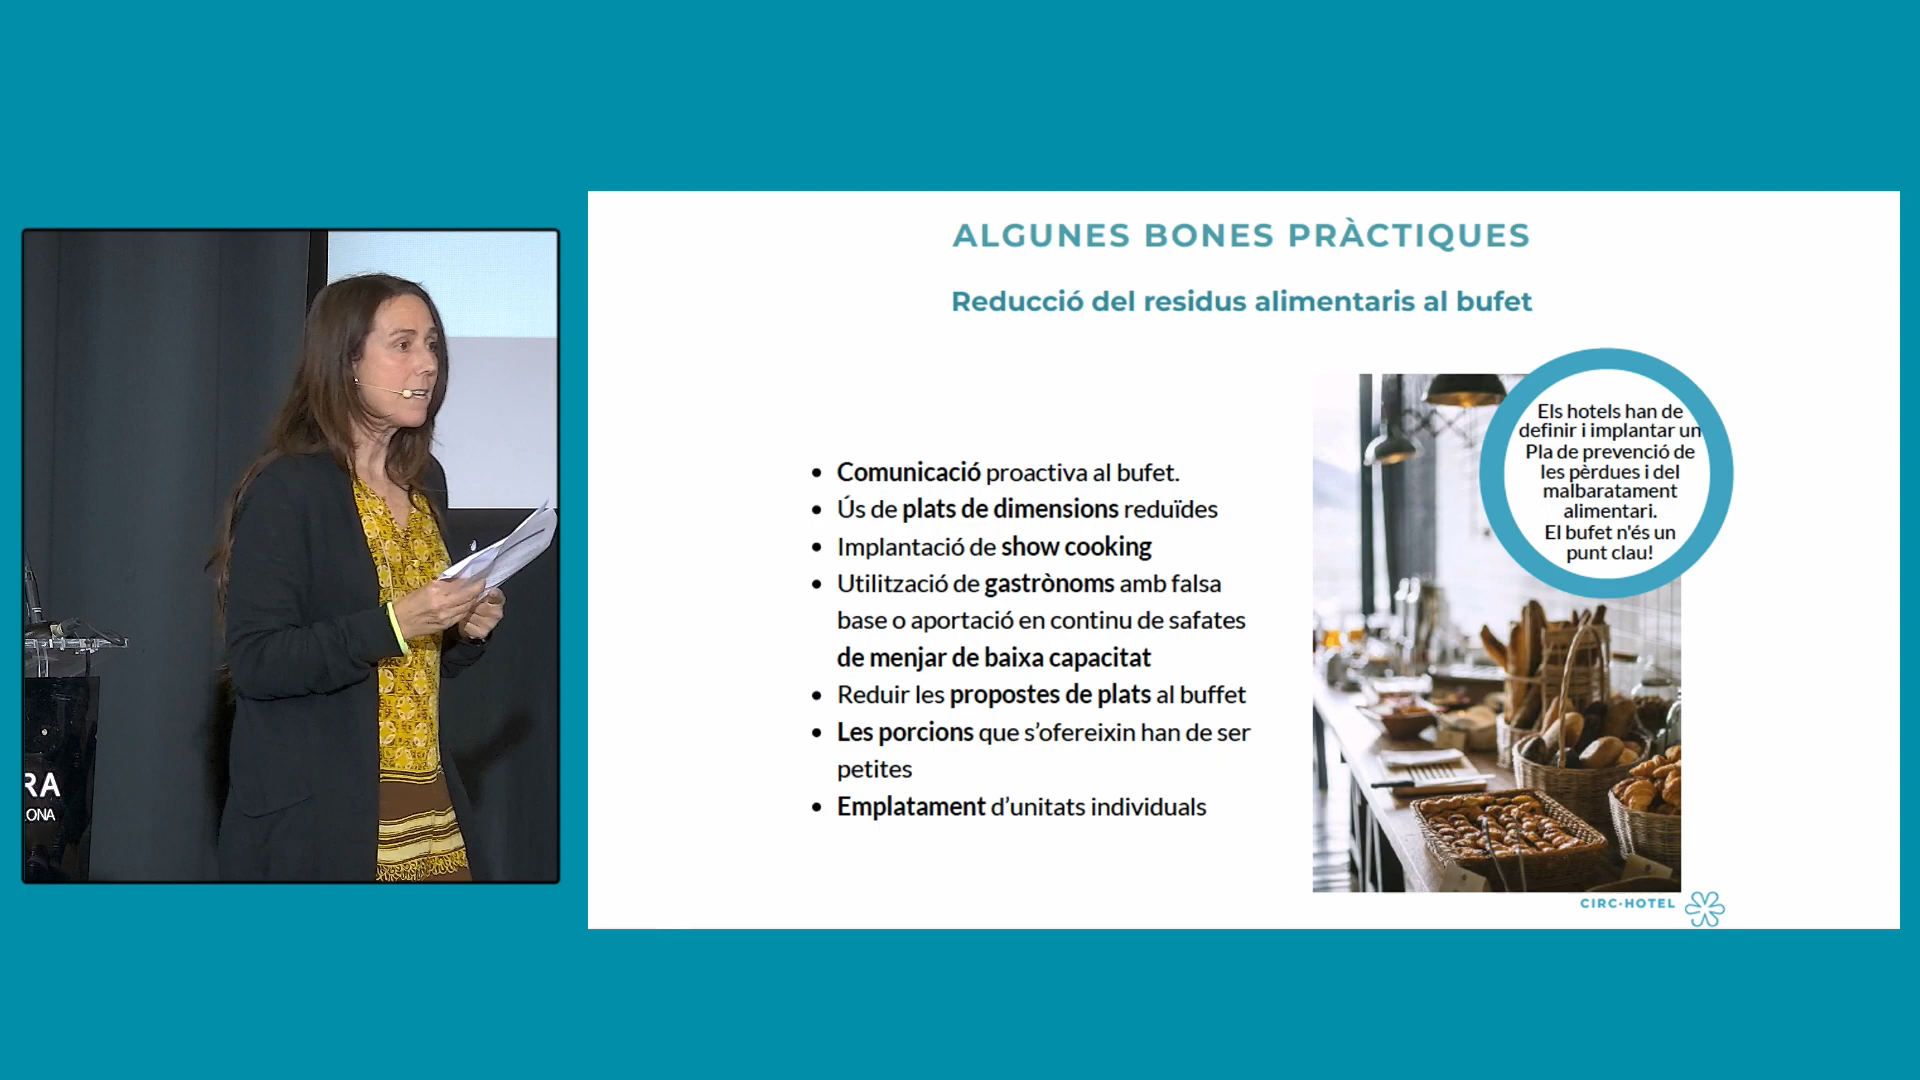 ALGUNES BONES PRÀCTIQUES
Reducció del residus alimentaris al bufet
• Comunicació proactiva al bufet.
• Ús de plats de dimensions reduïdes
• Implantació de show cooking
• Utilització de gastrònoms amb falsa
base o aportació en continu de safates
de menjar de baixa capacitat
• Reduir les propostes de plats al buffet
• Les porcions que s'ofereixin han de ser
petites
• Emplatament d'unitats individuals
Els hotels han de
definir i implantar un
Pla de prevenció de
les pèrdues i del
malbaratament
alimentari.
El bufet n'és un
punt clau!
CIRC·HOTEL
RA
ONA